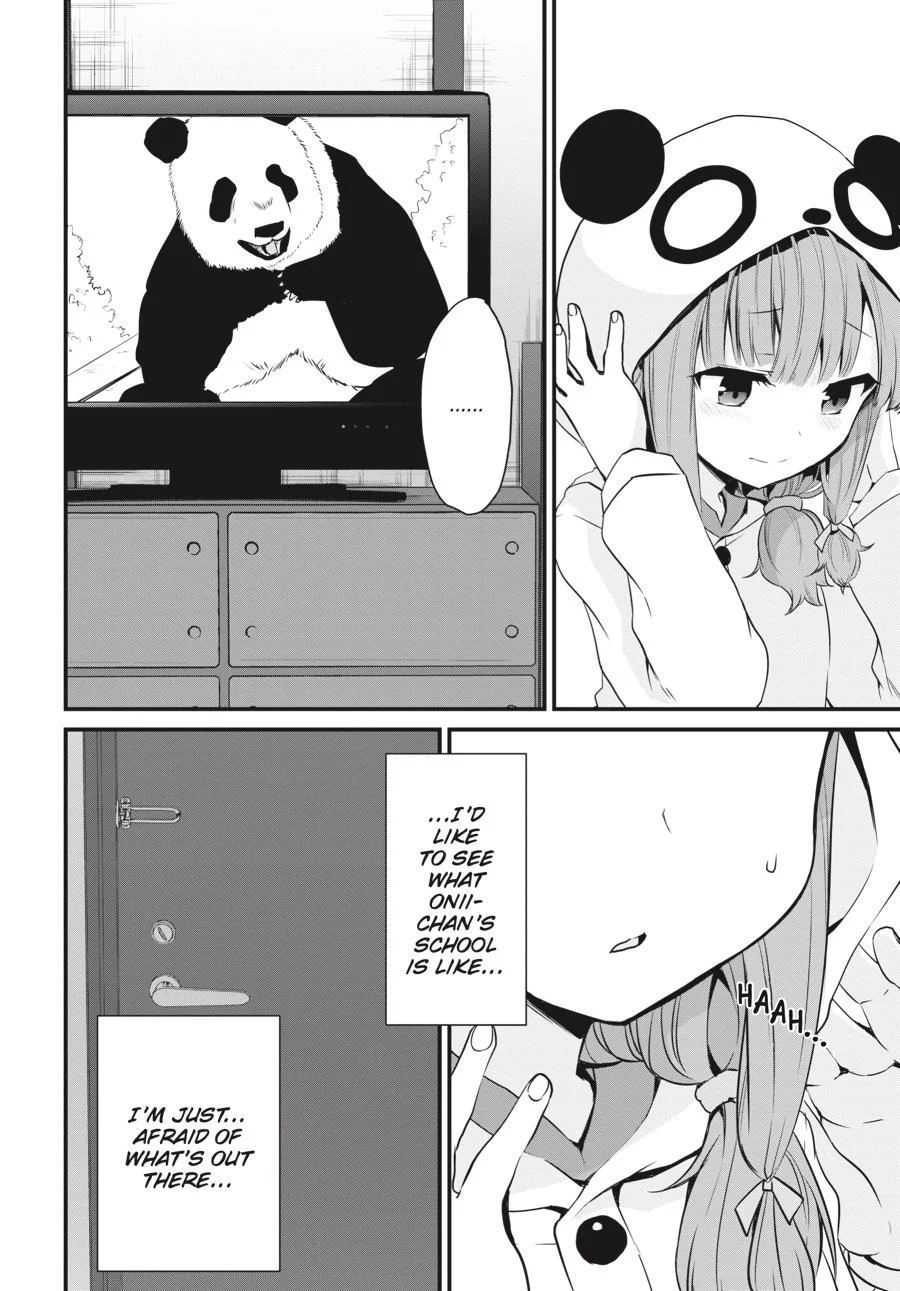 ......
...I'D
LIKE
TO SEE
WHAT
ONII-
CHAN'S
SCHOOL
IS LIKE...
HAAH...
I'M JUST...
AFRAID OF
WHAT'S OUT
THERE...